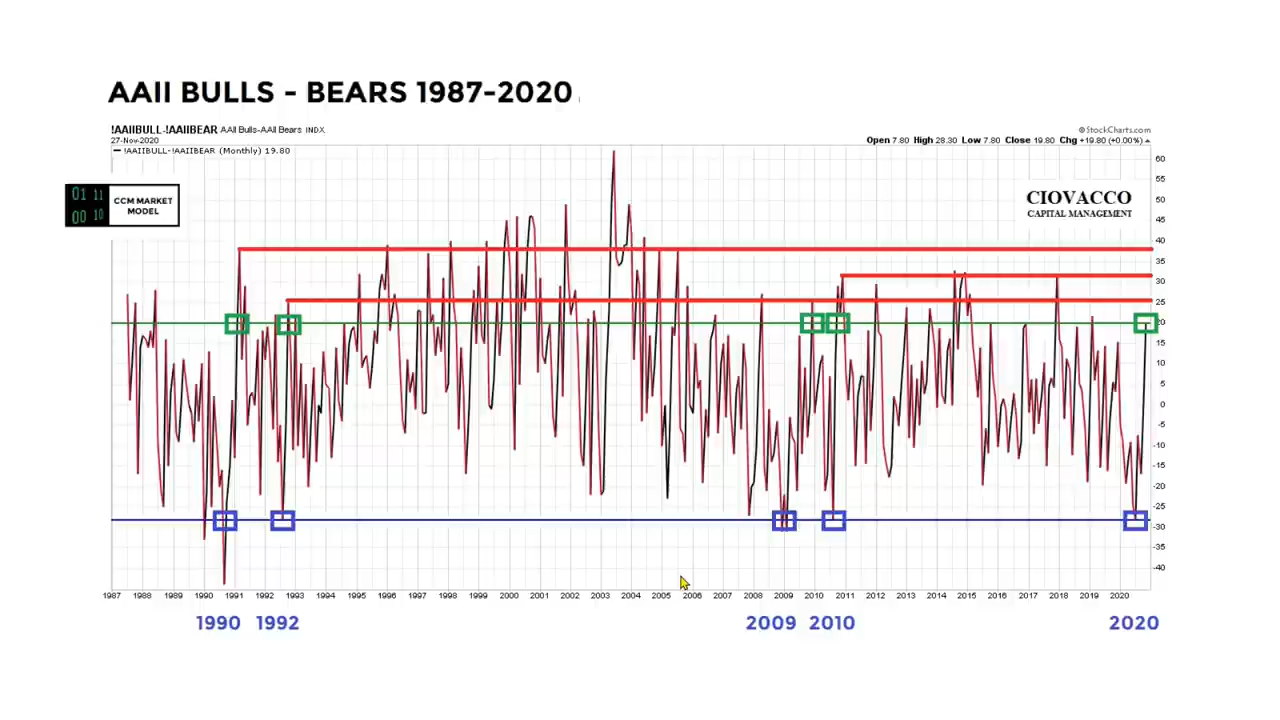 AAII BULLS - BEARS 1987-2020
!AAIIBULL-!AAIIBEAR AAII Bulls-AAII Bears INDX
© StockCharts.com
27-Nov-2020
Open 7.80 High 28.30 Low 7.80 Close 19.80 Chg +19.80 (+0.00%)
!AAIIBULL-!AAIIBEAR (Monthly) 19.80
01 11
00 10
CCM MARKET
MODEL
CIOVACCO
CAPITAL MANAGEMENT
60
55
50
45
40
35
30
25
20
15
10
5
0
-5
-10
-15
-20
-25
-30
-35
-40
1987 1988 1989 1990 1991 1992 1993 1994 1995 1996 1997 1998 1999 2000 2001 2002 2003 2004 2005 2006 2007 2008 2009 2010 2011 2012 2013 2014 2015 2016 2017 2018 2019 2020
1990 1992 2009 2010 2020